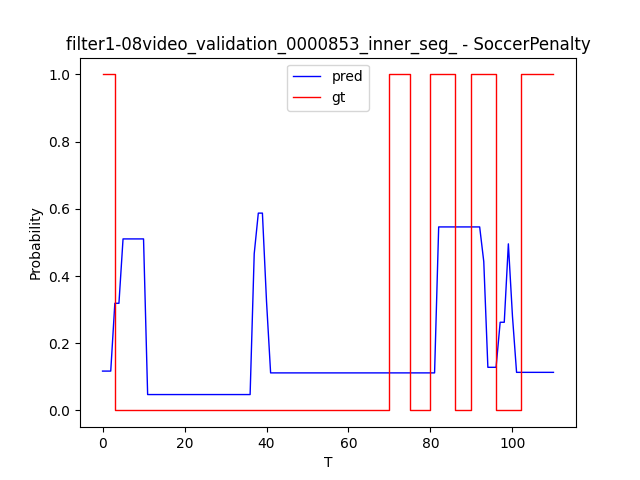 filter1-08video_validation_0000853_inner_seg_ - SoccerPenalty
pred
gt
1.0
0.8
0.6
0.4
0.2
0.0
Probability
0
20
40
60
80
100
T